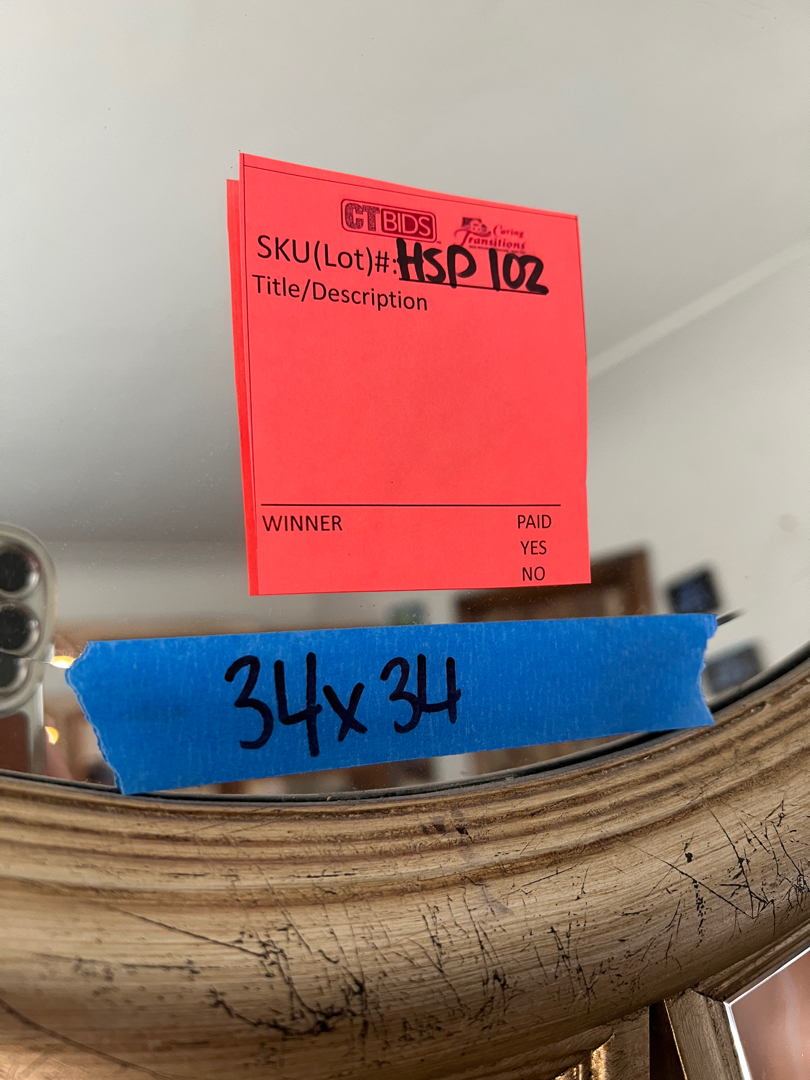 CTBIDS
Caring
Transitions
SKU(Lot)#: HSP 102
Title/Description
WINNER
PAID
YES
NO
34x34